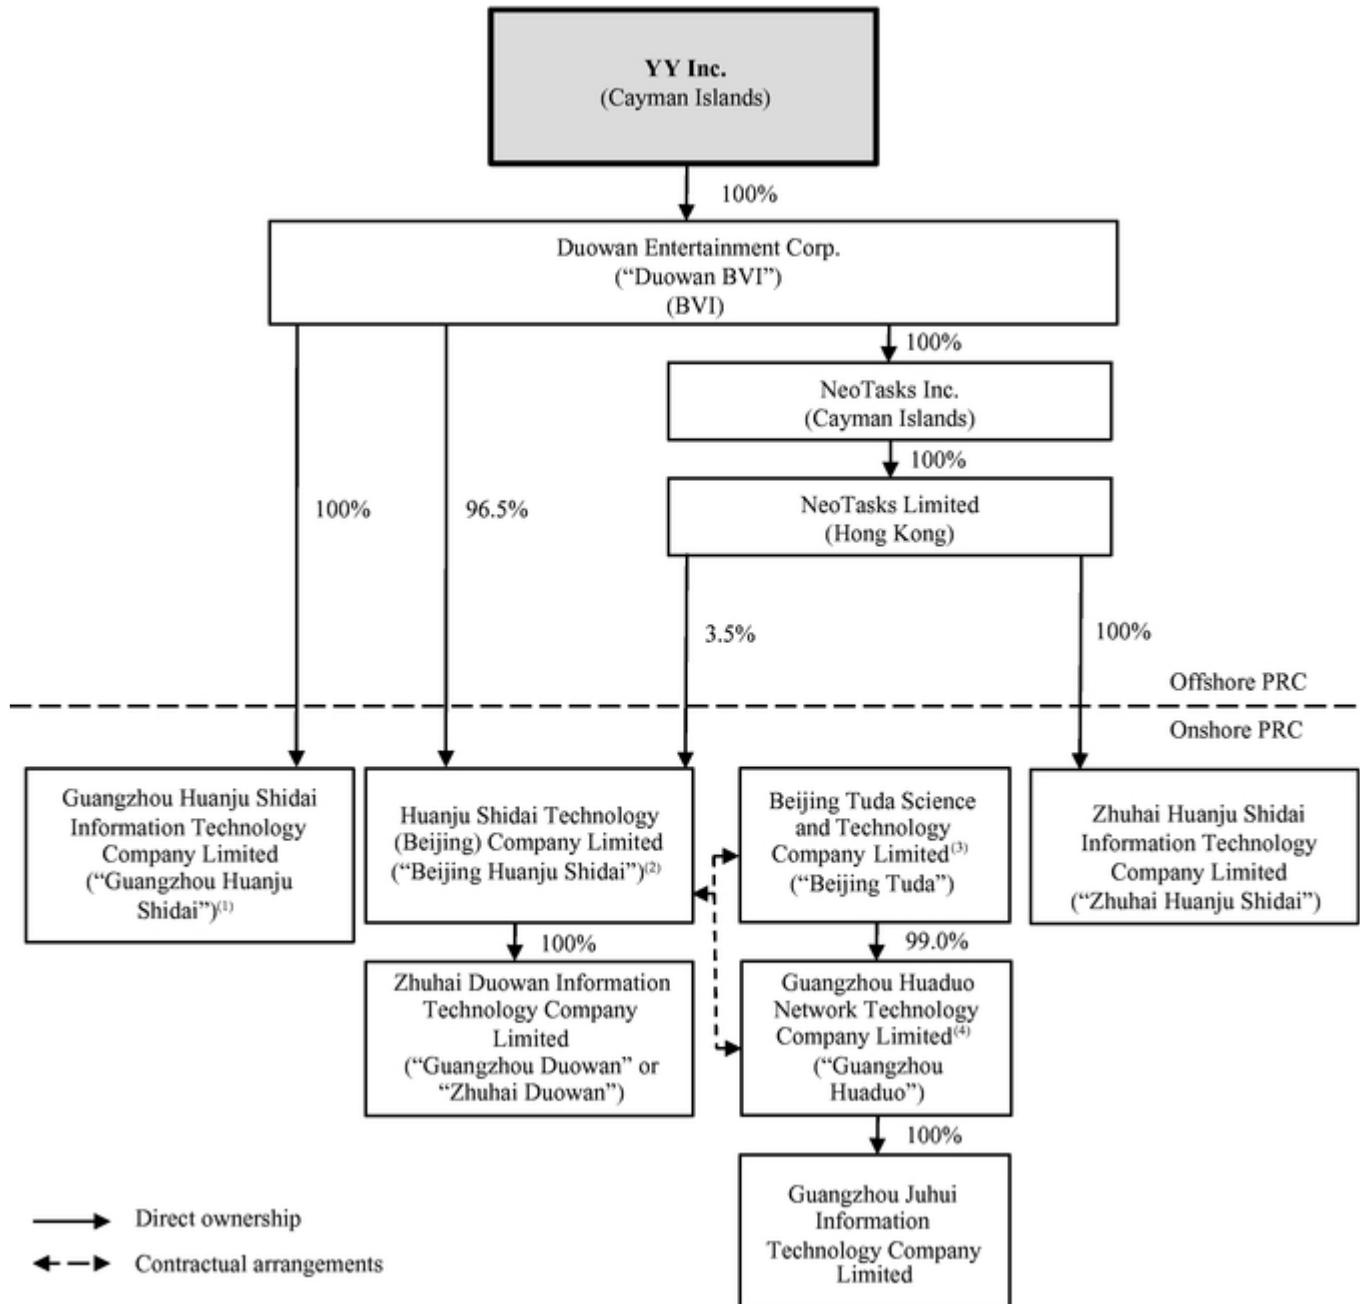 YY Inc.
(Cayman Islands)
100%
Duowan Entertainment Corp.
(“Duowan BVI”)
(BVI)
100%
NeoTasks Inc.
(Cayman Islands)
100%
NeoTasks Limited
(Hong Kong)
100%
96.5%
3.5%
100%
Offshore PRC
Onshore PRC
Guangzhou Huanju Shidai
Information Technology
Company Limited
(“Guangzhou Huanju
Shidai”)(1)
Huanju Shidai Technology
(Beijing) Company Limited
(“Beijing Huanju Shidai”)(2)
Beijing Tuda Science
and Technology
Company Limited(3)
(“Beijing Tuda”)
Zhuhai Huanju Shidai
Information Technology
Company Limited
(“Zhuhai Huanju Shidai”)
100%
99.0%
Zhuhai Duowan Information
Technology Company
Limited
(“Guangzhou Duowan” or
“Zhuhai Duowan”)
Guangzhou Huaduo
Network Technology
Company Limited(4)
(“Guangzhou
Huaduo”)
100%
Guangzhou Juhui
Information
Technology Company
Limited
Direct ownership
Contractual arrangements